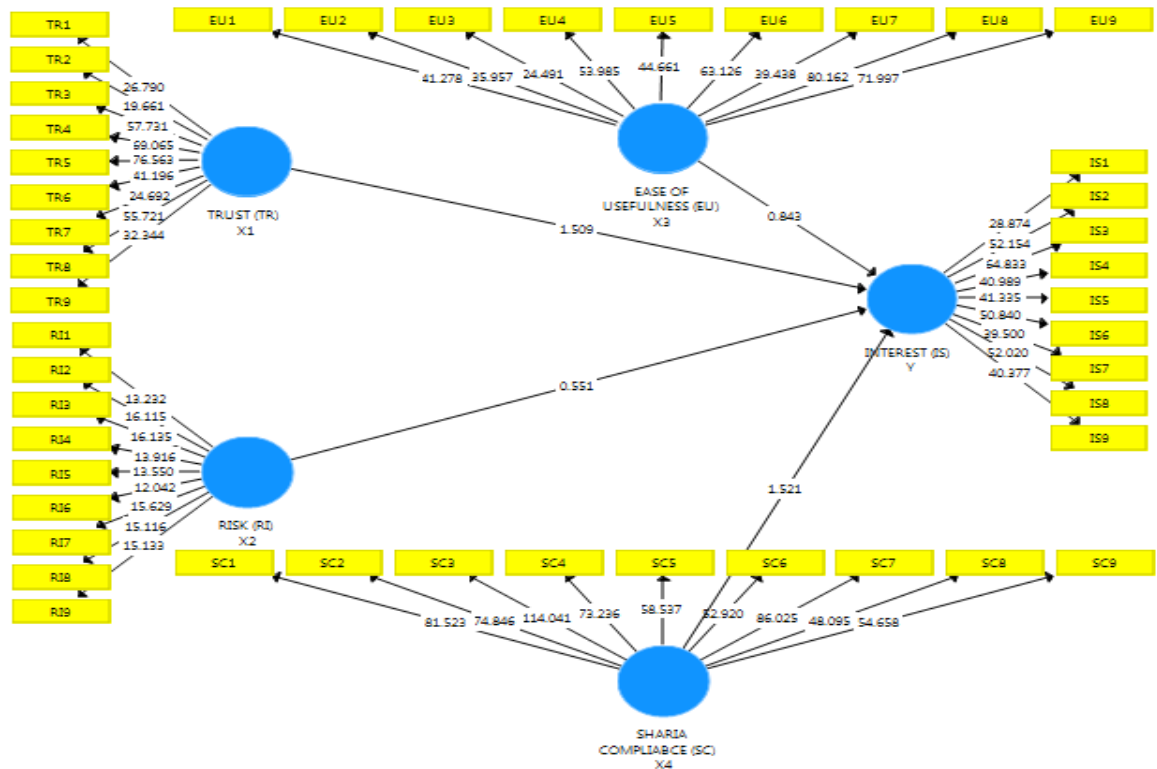 TR1
TR2
TR3
TR4
TR5
TR6
TR7
TR8
TR9
26.790
19.661
57.731
69.065
76.563
41.196
24.692
55.721
32.344
TRUST (TR)
X1
EU1
EU2
EU3
EU4
EU5
EU6
EU7
EU8
EU9
41.278
35.957
24.491
53.985
44.661
63.126
39.438
80.162
71.997
EASE OF
USEFULNESS (EU)
X3
1.509
0.843
0.551
1.521
IS1
IS2
IS3
IS4
IS5
IS6
IS7
IS8
IS9
28.874
52.154
64.833
40.989
41.335
50.840
39.500
52.020
40.377
INTEREST (IS)
Y
RI1
RI2
RI3
RI4
RI5
RI6
RI7
RI8
RI9
13.232
16.115
16.135
13.916
13.550
12.042
15.629
15.116
15.133
RISK (RI)
X2
SC1
SC2
SC3
SC4
SC5
SC6
SC7
SC8
SC9
81.523
74.846
114.041
73.236
58.537
52.920
86.025
48.095
54.658
SHARIA
COMPLIABCE (SC)
X4